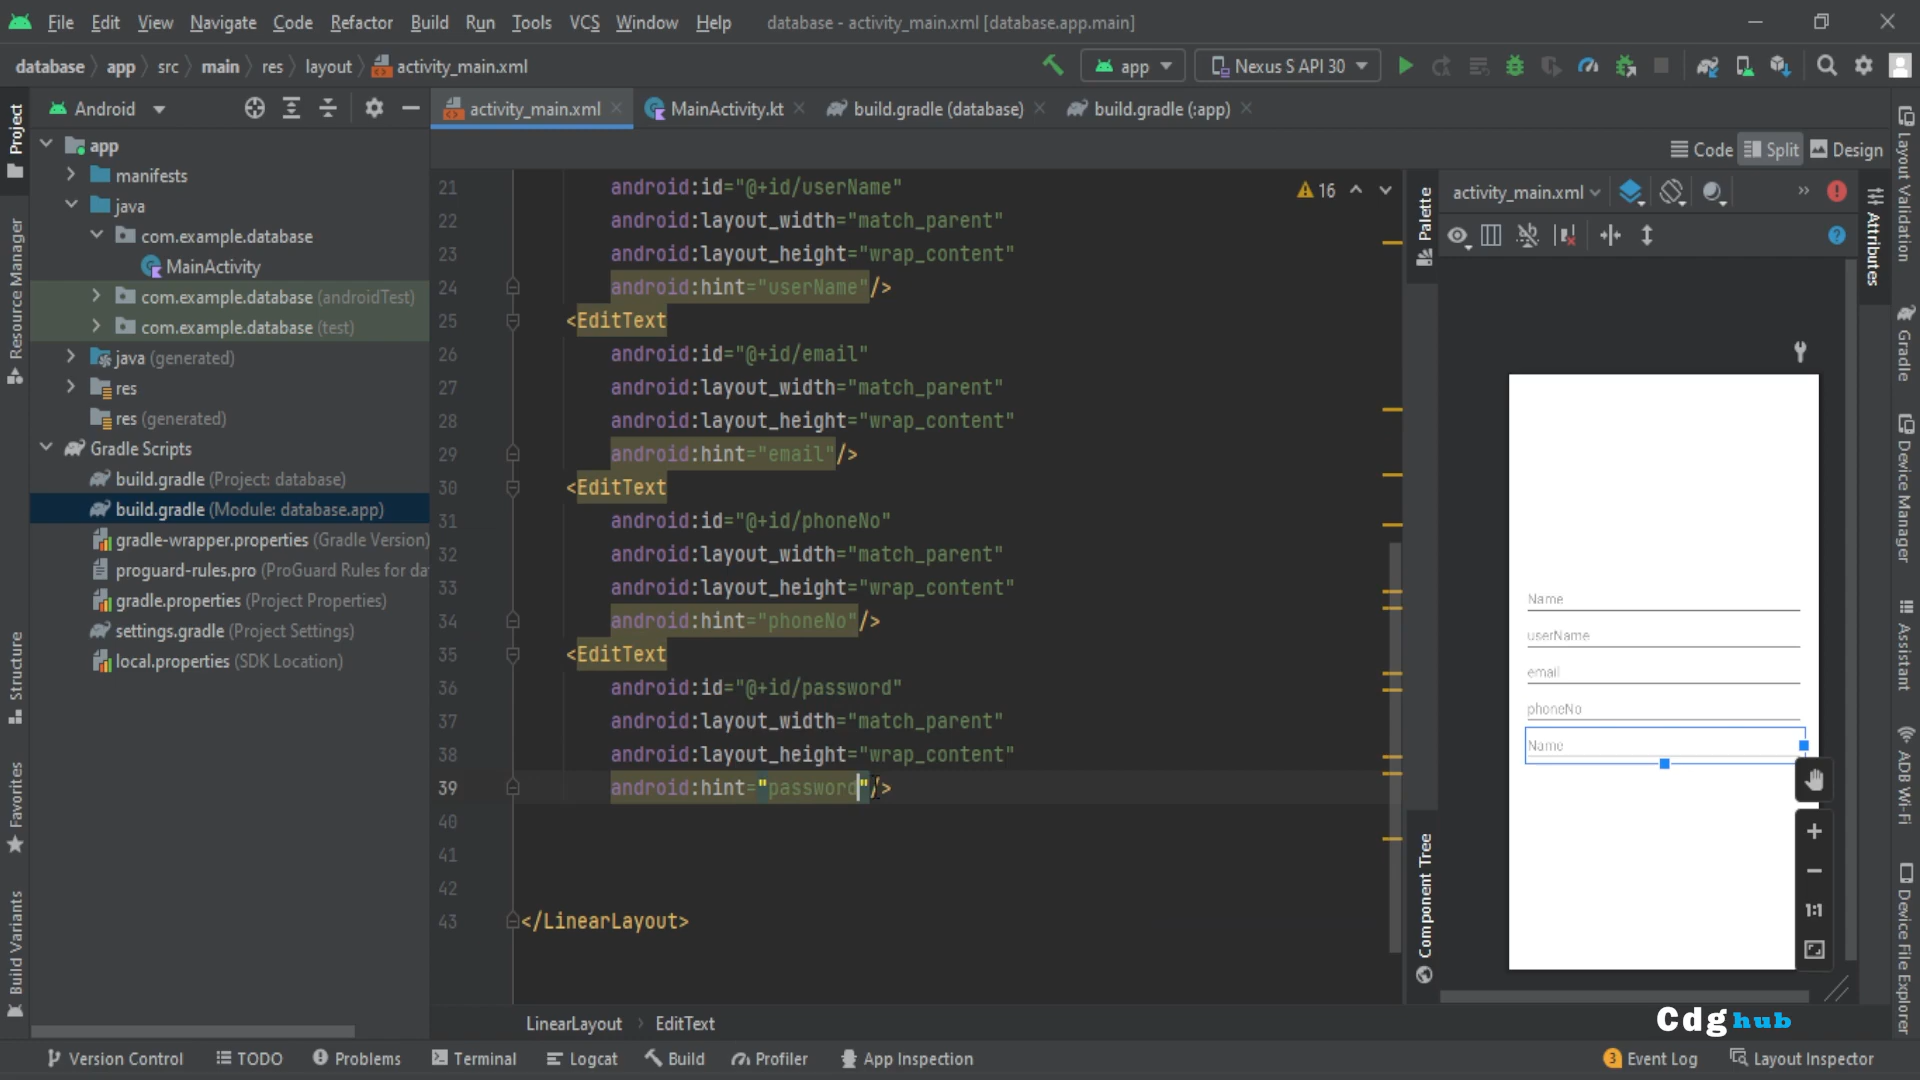 File Edit View Navigate Code Refactor Build Run Tools VCS Window Help database - activity_main.xml [database.app.main]
database app src main res layout activity_main.xml app Nexus S API 30
Android
activity_main.xml MainActivity.kt build.gradle (database) build.gradle (:app)
Code Split Design
Project
Resource Manager
Structure
Favorites
Build Variants
app
manifests
java
com.example.database
MainActivity
com.example.database (androidTest)
com.example.database (test)
java (generated)
res
res (generated)
Gradle Scripts
build.gradle (Project: database)
build.gradle (Module: database.app)
gradle-wrapper.properties (Gradle Version)
proguard-rules.pro (ProGuard Rules for da
gradle.properties (Project Properties)
settings.gradle (Project Settings)
local.properties (SDK Location)
16
21 android:id="@+id/userName"
22 android:layout_width="match_parent"
23 android:layout_height="wrap_content"
24 android:hint="userName"/>
25 <EditText
26 android:id="@+id/email"
27 android:layout_width="match_parent"
28 android:layout_height="wrap_content"
29 android:hint="email"/>
30 <EditText
31 android:id="@+id/phoneNo"
32 android:layout_width="match_parent"
33 android:layout_height="wrap_content"
34 android:hint="phoneNo"/>
35 <EditText
36 android:id="@+id/password"
37 android:layout_width="match_parent"
38 android:layout_height="wrap_content"
39 android:hint="password"/>
40
41
42
43 </LinearLayout>
LinearLayout EditText
Palette
Component Tree
activity_main.xml
Name
userName
email
phoneNo
Name
1:1
Attributes
Layout Validation
Gradle
Device Manager
Assistant
ADB Wi-Fi
Device File Explorer
Cdghub
Version Control TODO Problems Terminal Logcat Build Profiler App Inspection 3 Event Log Layout Inspector